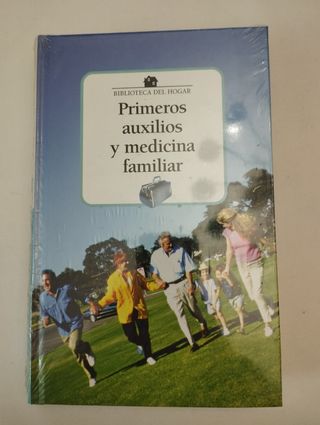 BIBLIOTECA DEL HOGAR
Primeros
auxilios
y medicina
familiar